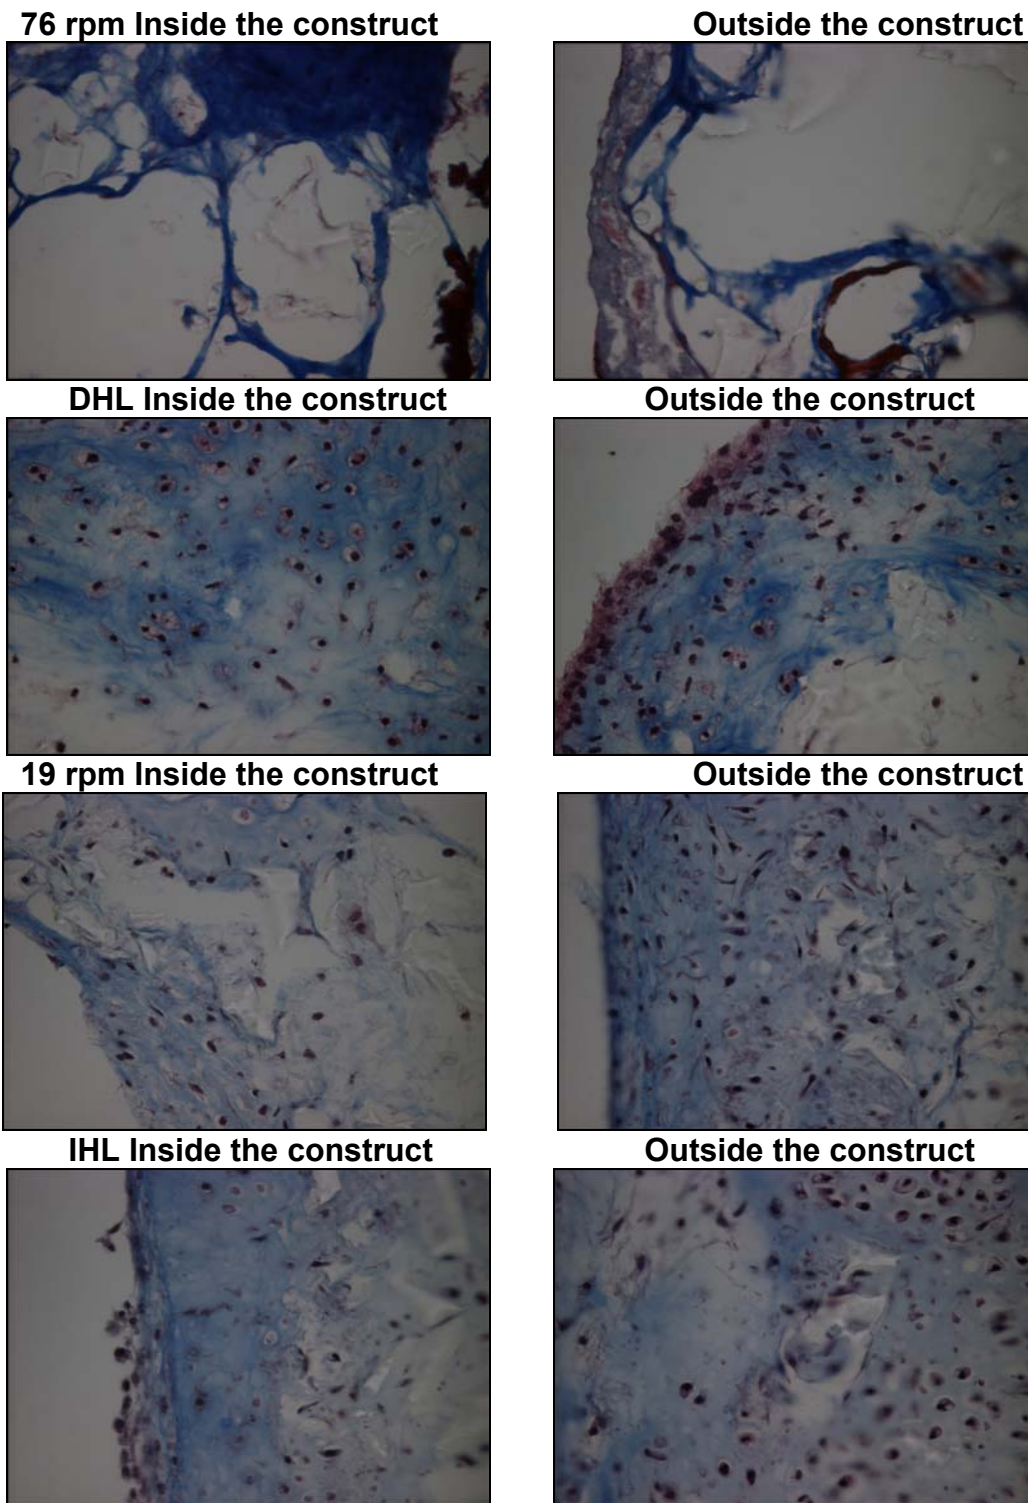 76 rpm Inside the construct
Outside the construct
DHL Inside the construct
Outside the construct
19 rpm Inside the construct
Outside the construct
IHL Inside the construct
Outside the construct